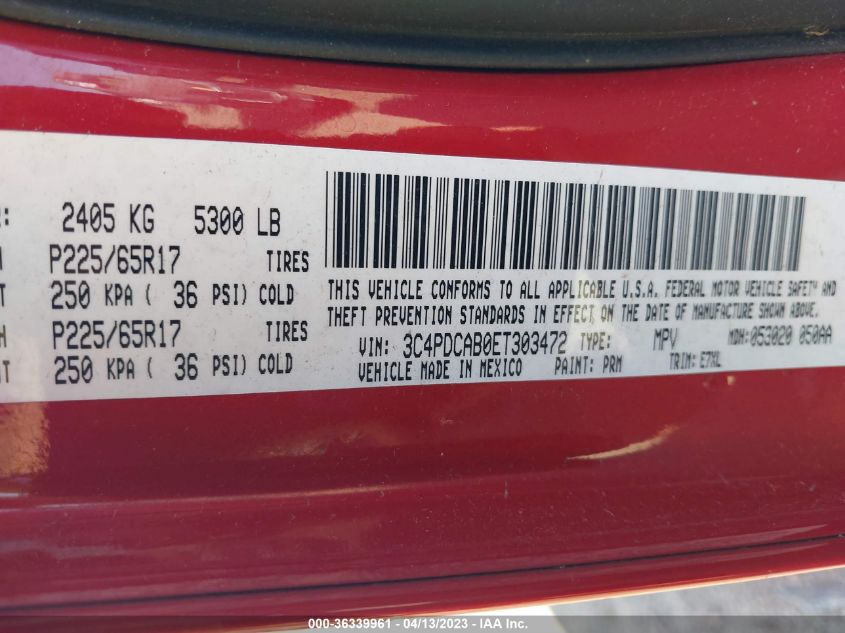 2405 KG 5300 LB
P225/65R17 TIRES
250 KPA ( 36 PSI) COLD
P225/65R17 TIRES
250 KPA ( 36 PSI) COLD
THIS VEHICLE CONFORMS TO ALL APPLICABLE U.S.A. FEDERAL MOTOR VEHICLE SAFETY AND
THEFT PREVENTION STANDARDS IN EFFECT ON THE DATE OF MANUFACTURE SHOWN ABOVE.
VIN: 3C4PDCAB0ET303472 TYPE: MPV MDH:053020 050AA
VEHICLE MADE IN MEXICO PAINT: PRM TRIM: E7XL
000-36339961 - 04/13/2023 - IAA Inc.